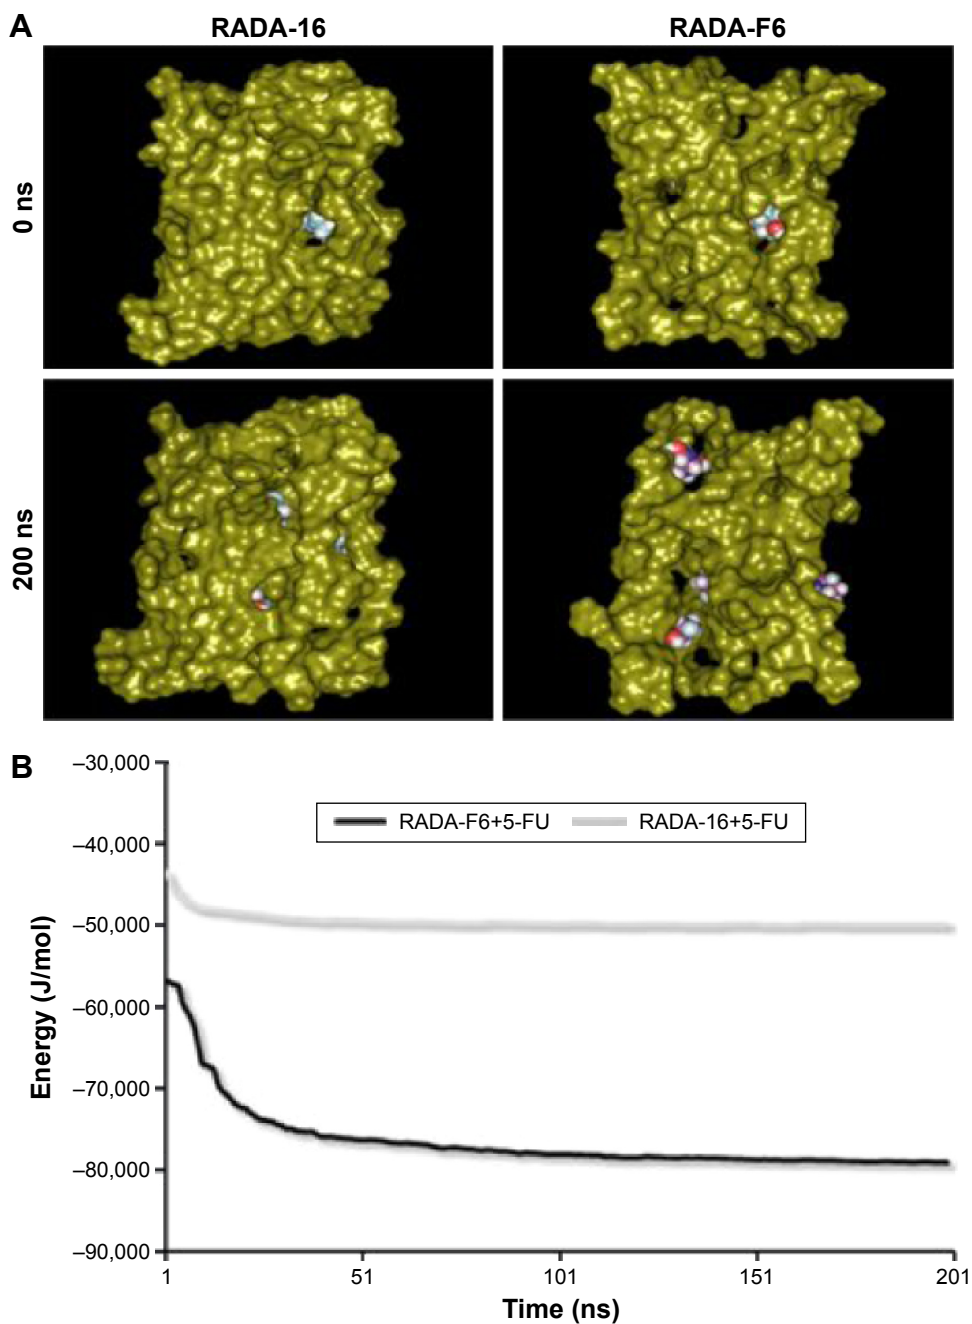 A
RADA-16
RADA-F6
0 ns
200 ns
B
–30,000
–40,000
–50,000
–60,000
–70,000
–80,000
–90,000
Energy (J/mol)
RADA-F6+5-FU
RADA-16+5-FU
1
51
101
151
201
Time (ns)